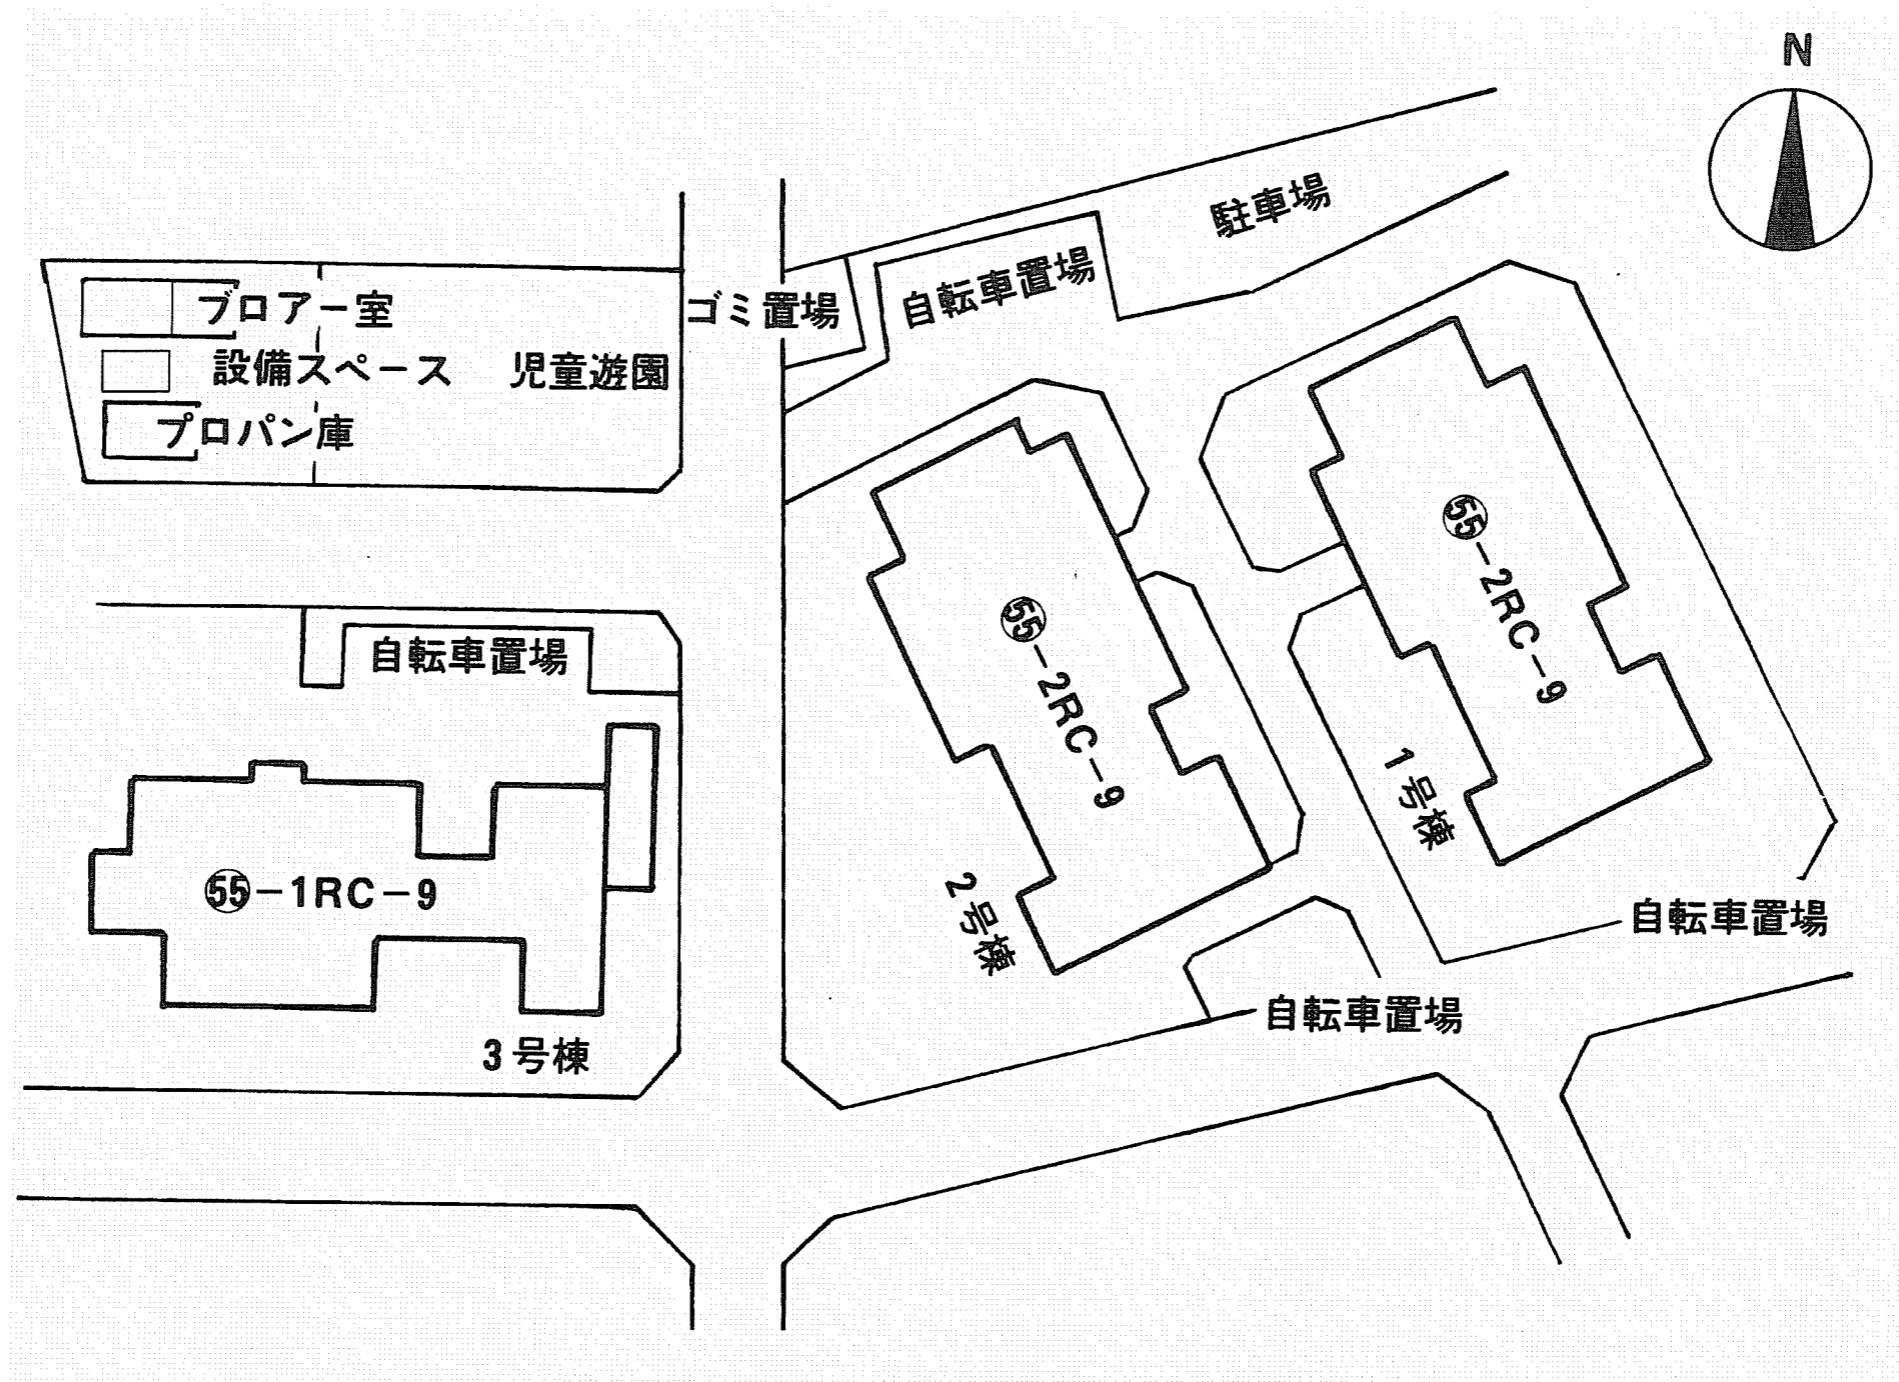 N
駐車場
自転車置場
ゴミ置場
ブロアー室
設備スペース
児童遊園
プロパン庫
自転車置場
55-2RC-9
1号棟
55-2RC-9
2号棟
55-1RC-9
3号棟
自転車置場
自転車置場